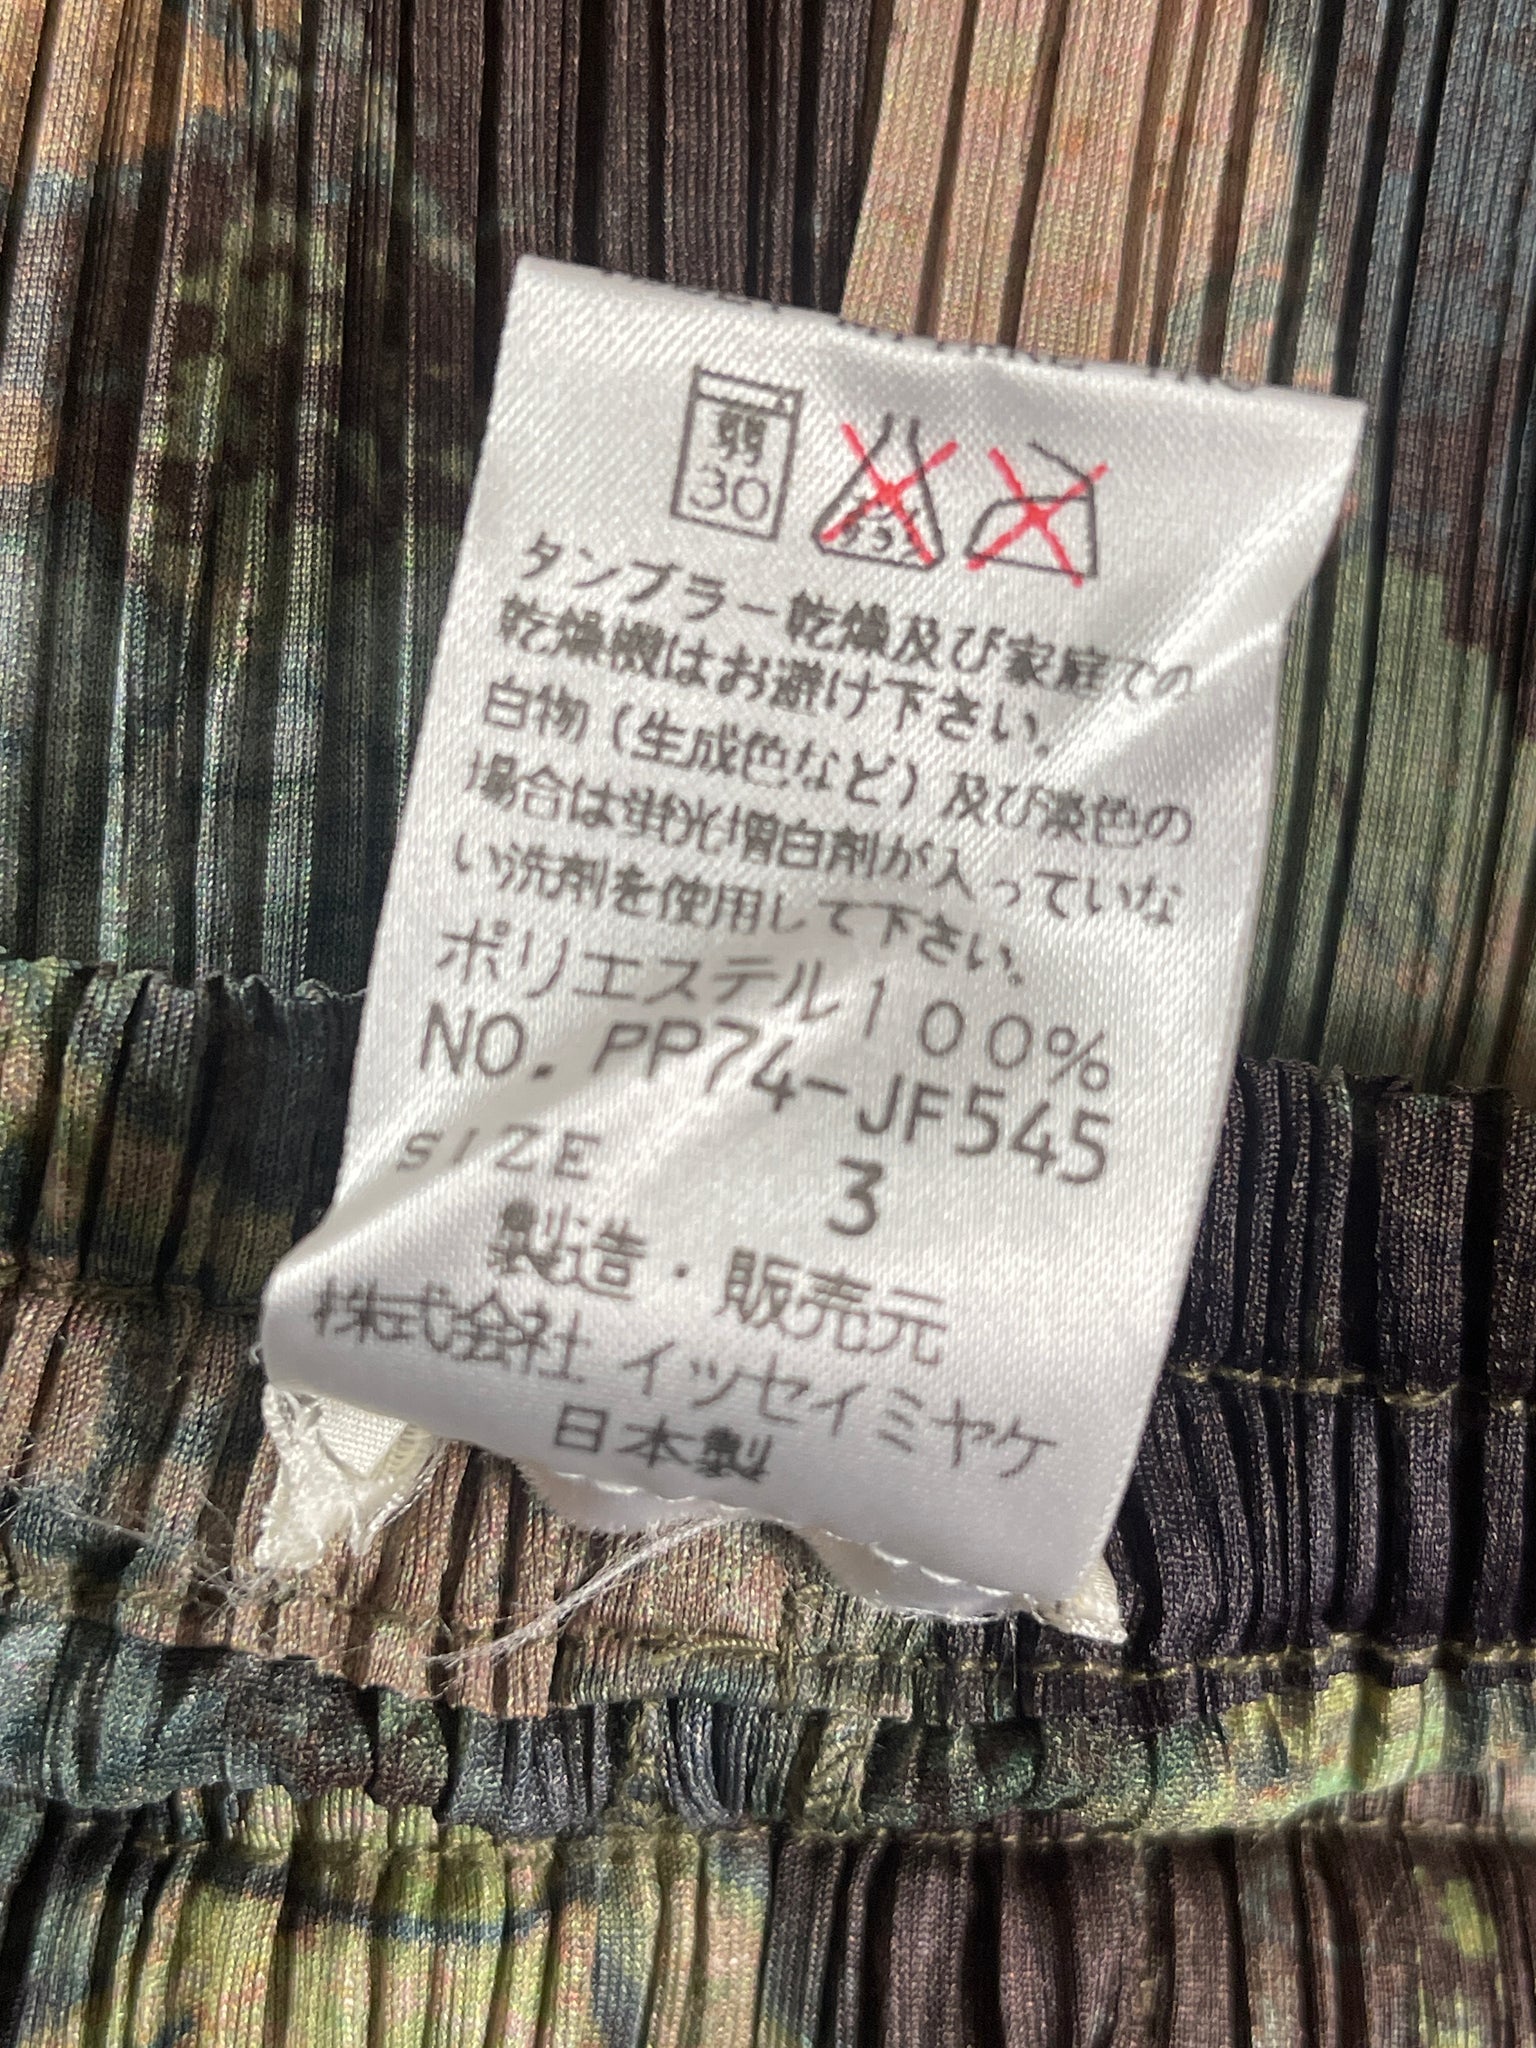 弱
30
タンブラー乾燥及び家庭での
乾燥機はお避け下さい。
白物(生成色など)及び淡色の
場合は蛍光増白剤が入っていな
い洗剤を使用して下さい。
ポリエステル100%
NO. PP74-JF545
SIZE 3
製造・販売元
株式会社 イッセイミヤケ
日本製